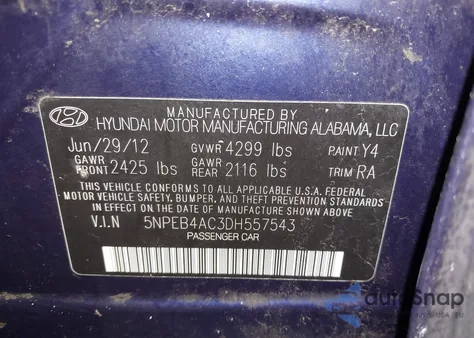 MANUFACTURED BY
HYUNDAI MOTOR MANUFACTURING ALABAMA, LLC
Jun/29/12 GVWR 4299 lbs PAINT Y4
GAWR FRONT 2425 lbs GAWR REAR 2116 lbs TRIM RA
THIS VEHICLE CONFORMS TO ALL APPLICABLE U.S.A. FEDERAL
MOTOR VEHICLE SAFETY, BUMPER, AND THEFT PREVENTION STANDARDS
IN EFFECT ON THE DATE OF MANUFACTURE SHOWN ABOVE.
V.I.N 5NPEB4AC3DH557543
PASSENGER CAR
autoSnap